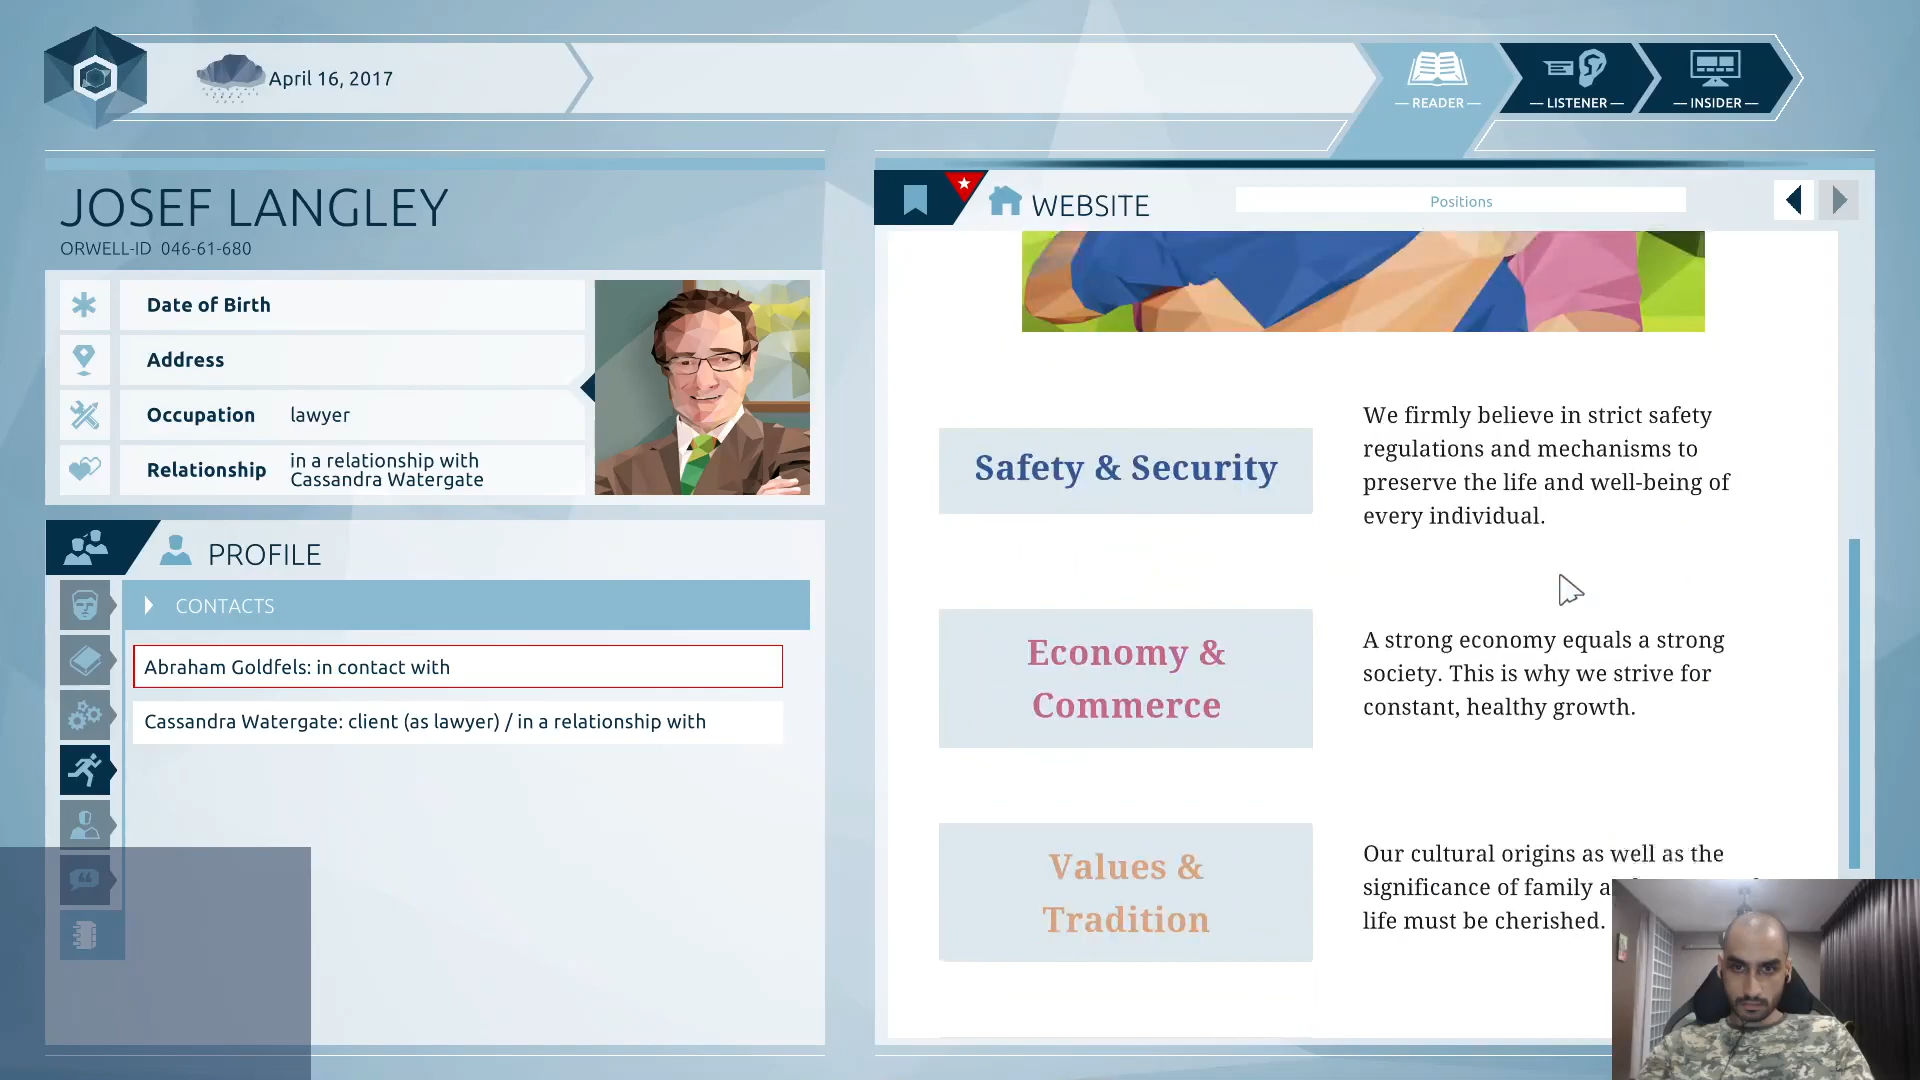 April 16, 2017
— READER —
— LISTENER —
— INSIDER —
JOSEF LANGLEY
ORWELL-ID 046-61-680
Date of Birth
Address
Occupation lawyer
Relationship in a relationship with
Cassandra Watergate
PROFILE
CONTACTS
Abraham Goldfels: in contact with
Cassandra Watergate: client (as lawyer) / in a relationship with
WEBSITE
Positions
Safety & Security
We firmly believe in strict safety
regulations and mechanisms to
preserve the life and well-being of
every individual.
Economy &
Commerce
A strong economy equals a strong
society. This is why we strive for
constant, healthy growth.
Values &
Tradition
Our cultural origins as well as the
significance of family
life must be cherished.